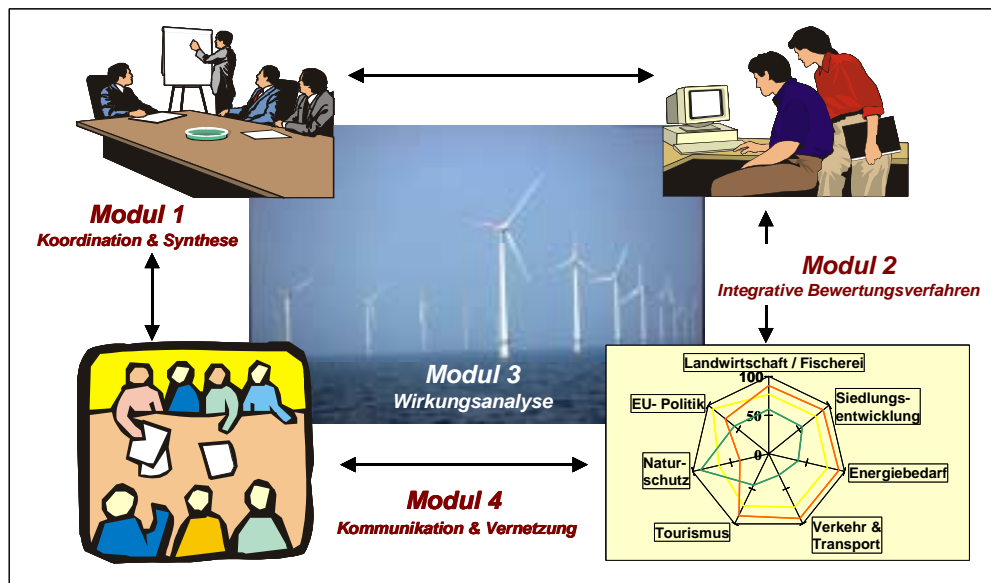 Modul 1
Koordination & Synthese
Modul 2
Integrative Bewertungsverfahren
Modul 3
Wirkungsanalyse
Modul 4
Kommunikation & Vernetzung
Landwirtschaft / Fischerei
100
50
0
EU- Politik
Siedlungs-
entwicklung
Natur-
schutz
Energiebedarf
Tourismus
Verkehr &
Transport